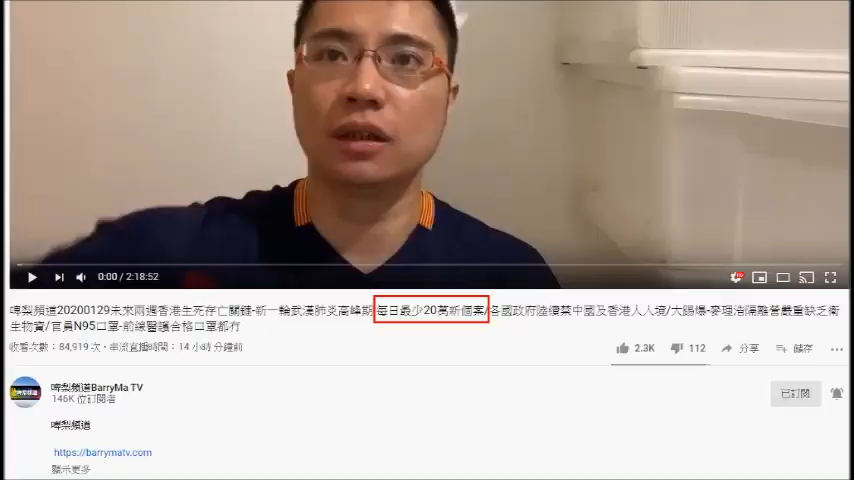 0:00 / 2:18:52
啤梨頻道20200129未來兩週香港生死存亡關鍵-新一輪武漢肺炎高峰期 每日最少20萬新個案/各國政府陸續禁中國及香港人入境/大踢爆-麥理浩隔離營嚴重缺乏衛
生物資/官員N95口罩-前線醫護合格口罩都冇
收看次數：84,919 次・串流直播時間：14 小時分鐘前
2.3K 112 分享 儲存
啤梨頻道BarryMa TV
146K 位訂閱者
已訂閱
啤梨頻道
https://barrymatv.com
顯示更多